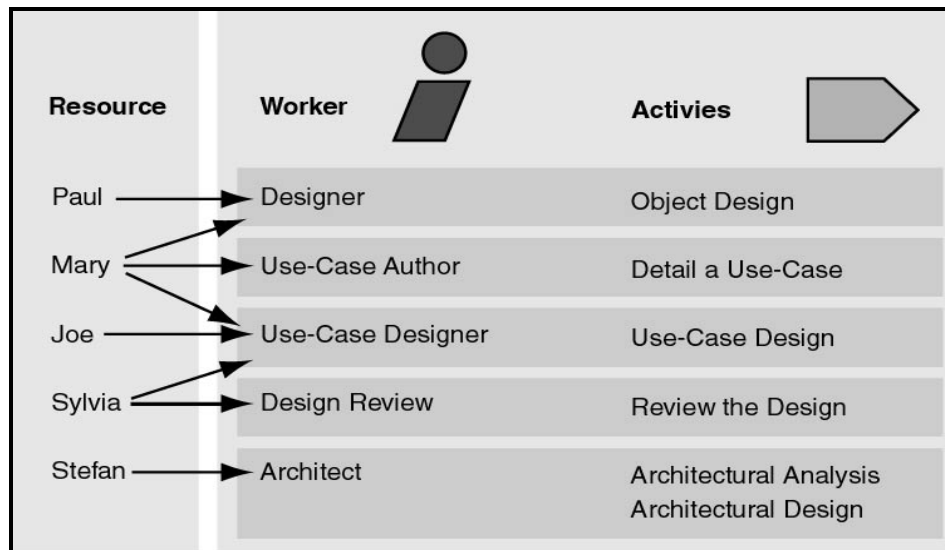 Resource Worker Activies
Paul Designer Object Design
Mary Use-Case Author Detail a Use-Case
Joe Use-Case Designer Use-Case Design
Sylvia Design Review Review the Design
Stefan Architect Architectural Analysis
Architectural Design